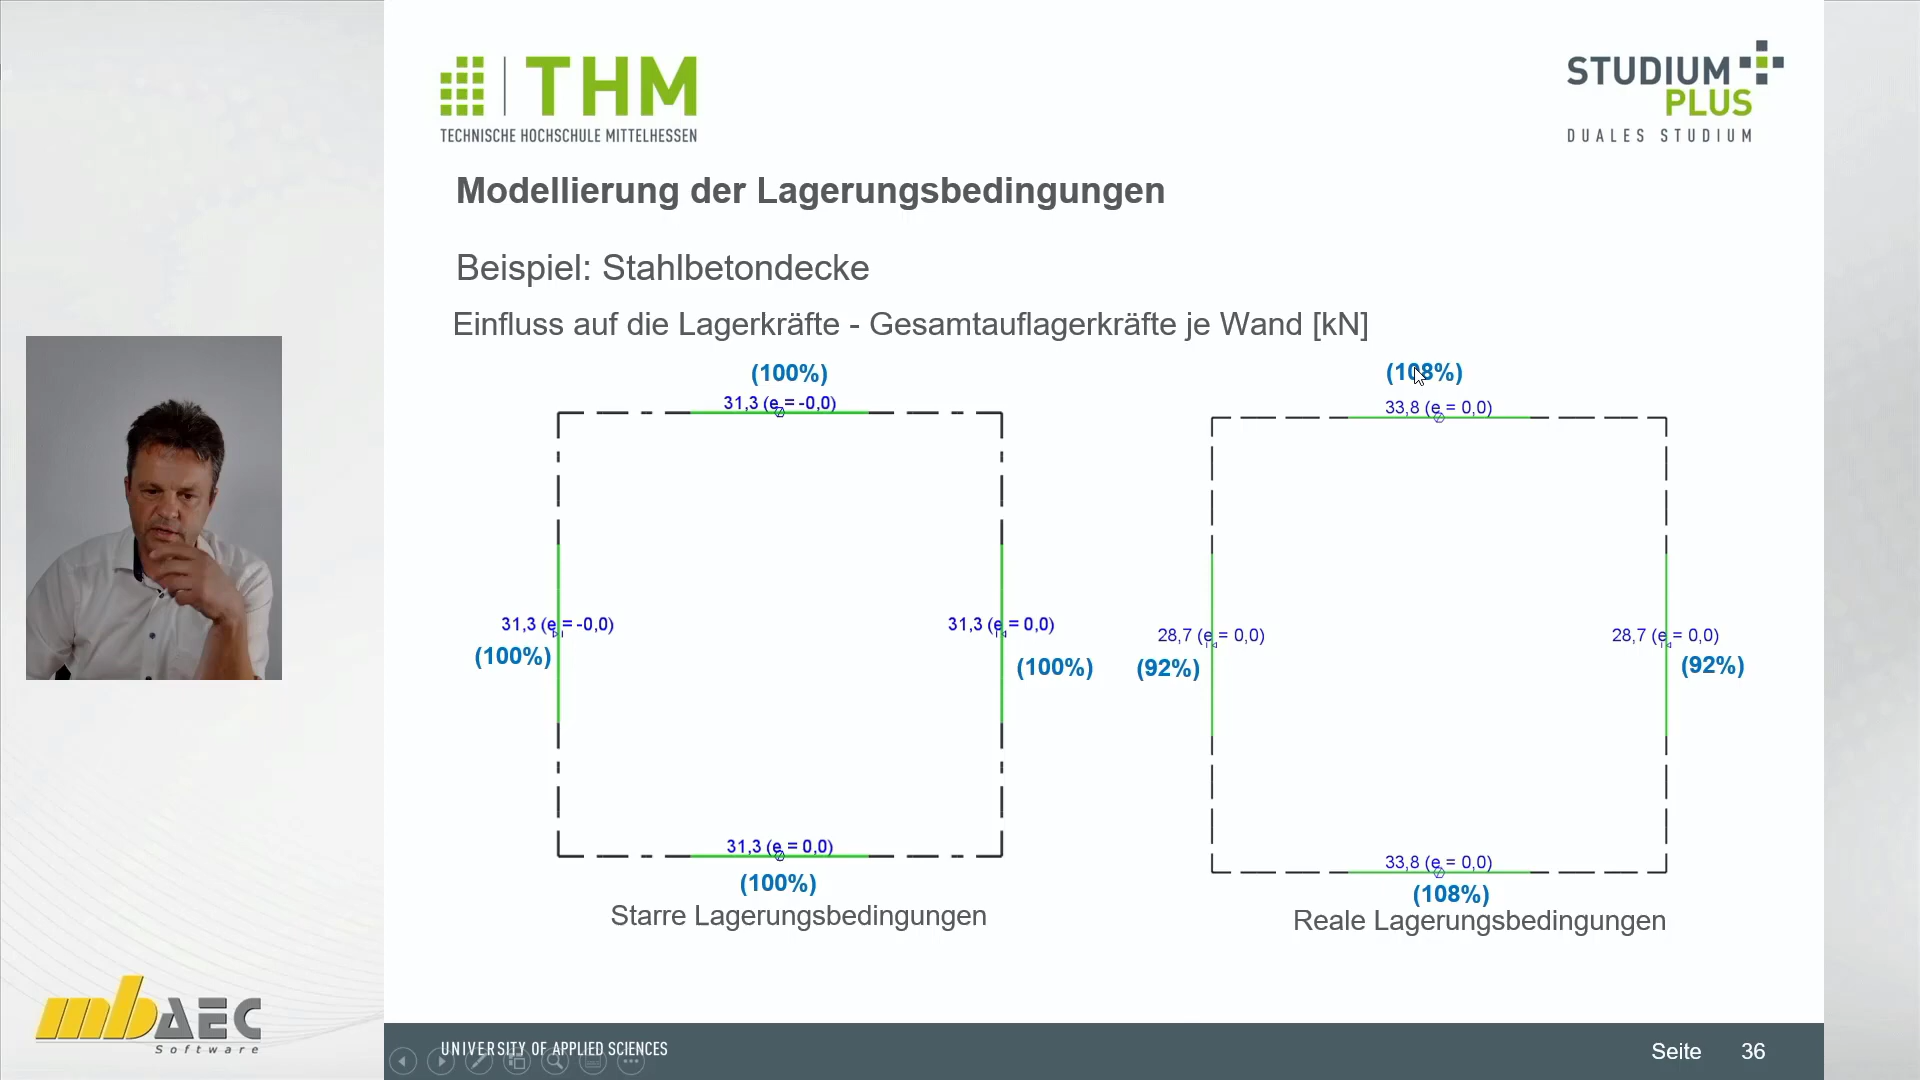 THM
TECHNISCHE HOCHSCHULE MITTELHESSEN
STUDIUM
PLUS
DUALES STUDIUM
Modellierung der Lagerungsbedingungen
Beispiel: Stahlbetondecke
Einfluss auf die Lagerkräfte - Gesamtauflagerkräfte je Wand [kN]
(100%)
31,3 (e = -0,0)
31,3 (e = -0,0)
(100%)
31,3 (e = 0,0)
(100%)
31,3 (e = 0,0)
(100%)
Starre Lagerungsbedingungen
(108%)
33,8 (e = 0,0)
28,7 (e = 0,0)
(92%)
28,7 (e = 0,0)
(92%)
33,8 (e = 0,0)
(108%)
Reale Lagerungsbedingungen
mbAEC
Software
UNIVERSITY OF APPLIED SCIENCES
Seite 36